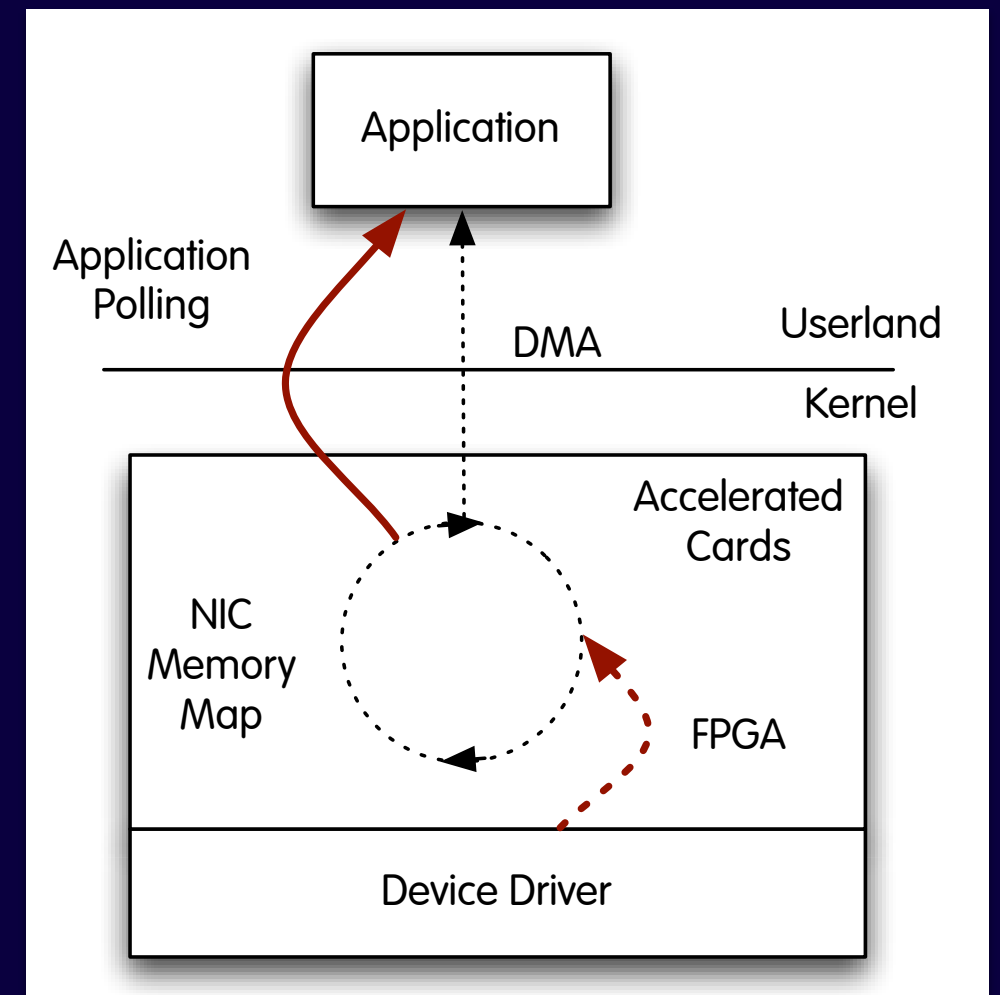 Application
Application
Polling
DMA
Userland
Kernel
Accelerated
Cards
NIC
Memory
Map
FPGA
Device Driver